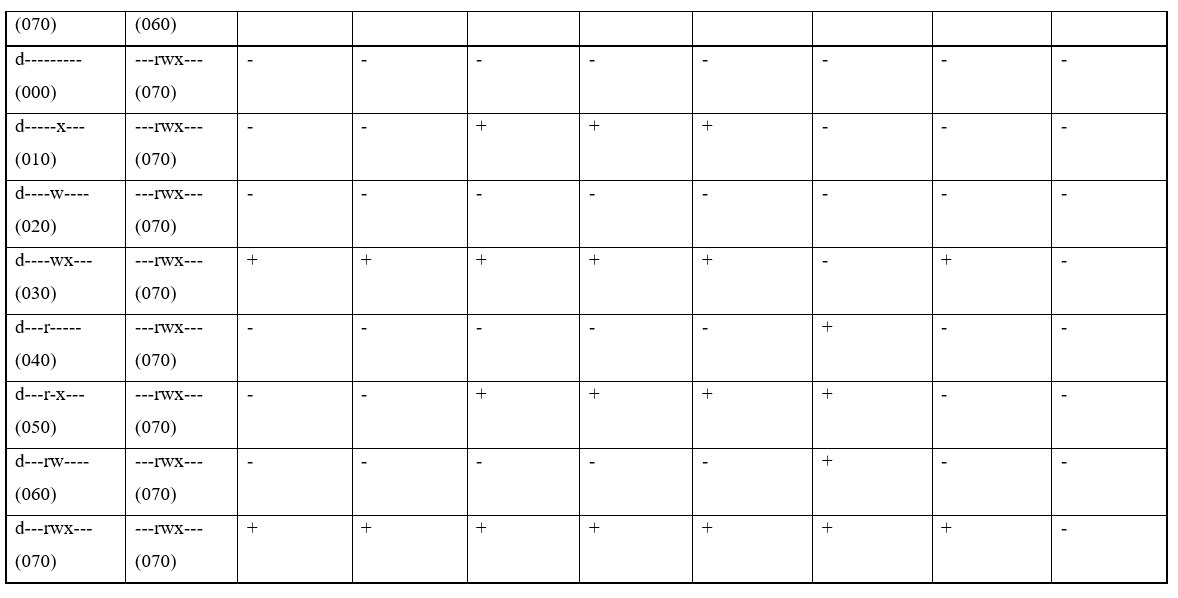 (070) (060)
d--------- ---rwx--- - - - - - - - -
(000) (070)
d-----x--- ---rwx--- - - + + + - - -
(010) (070)
d----w---- ---rwx--- - - - - - - - -
(020) (070)
d----wx--- ---rwx--- + + + + + - + -
(030) (070)
d---r----- ---rwx--- - - - - - + - -
(040) (070)
d---r-x--- ---rwx--- - - + + + + - -
(050) (070)
d---rw---- ---rwx--- - - - - - + - -
(060) (070)
d---rwx--- ---rwx--- + + + + + + + -
(070) (070)